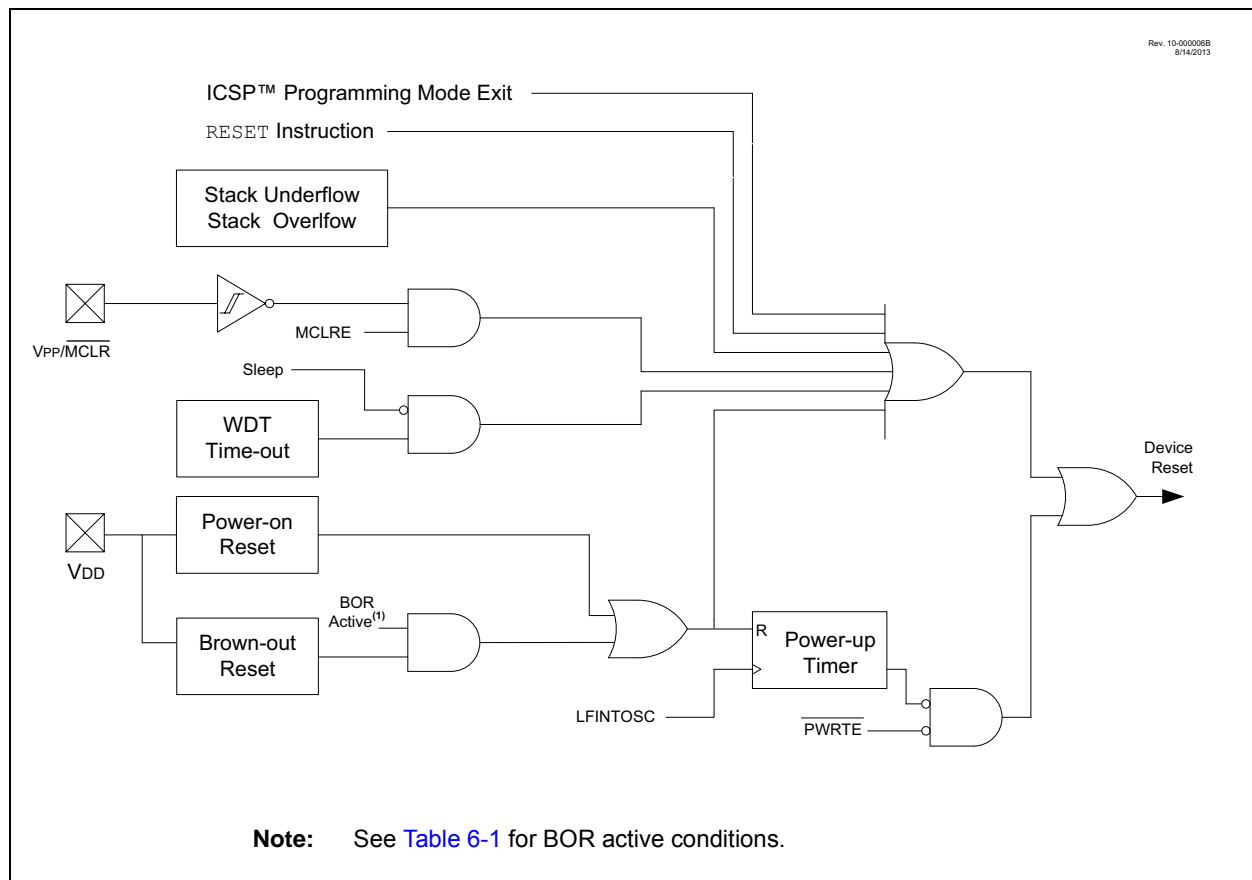 Rev. 10-000006B
8/14/2013
ICSP™ Programming Mode Exit
RESET Instruction
Stack Underflow
Stack Overlfow
VPP/MCLR
MCLRE
Sleep
WDT
Time-out
Device
Reset
VDD
Power-on
Reset
BOR
Active(1)
Brown-out
Reset
R
Power-up
Timer
LFINTOSC
PWRTE
Note: See Table 6-1 for BOR active conditions.